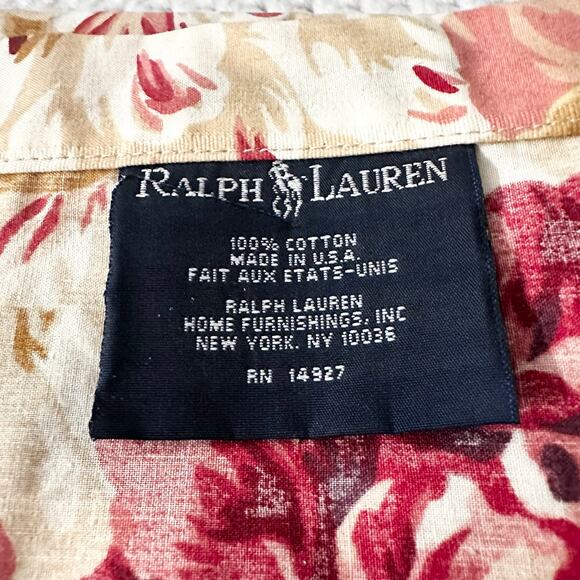 RALPH LAUREN
100% COTTON
MADE IN U.S.A.
FAIT AUX ETATS-UNIS
RALPH LAUREN
HOME FURNISHINGS, INC
NEW YORK, NY 10036
RN 14927